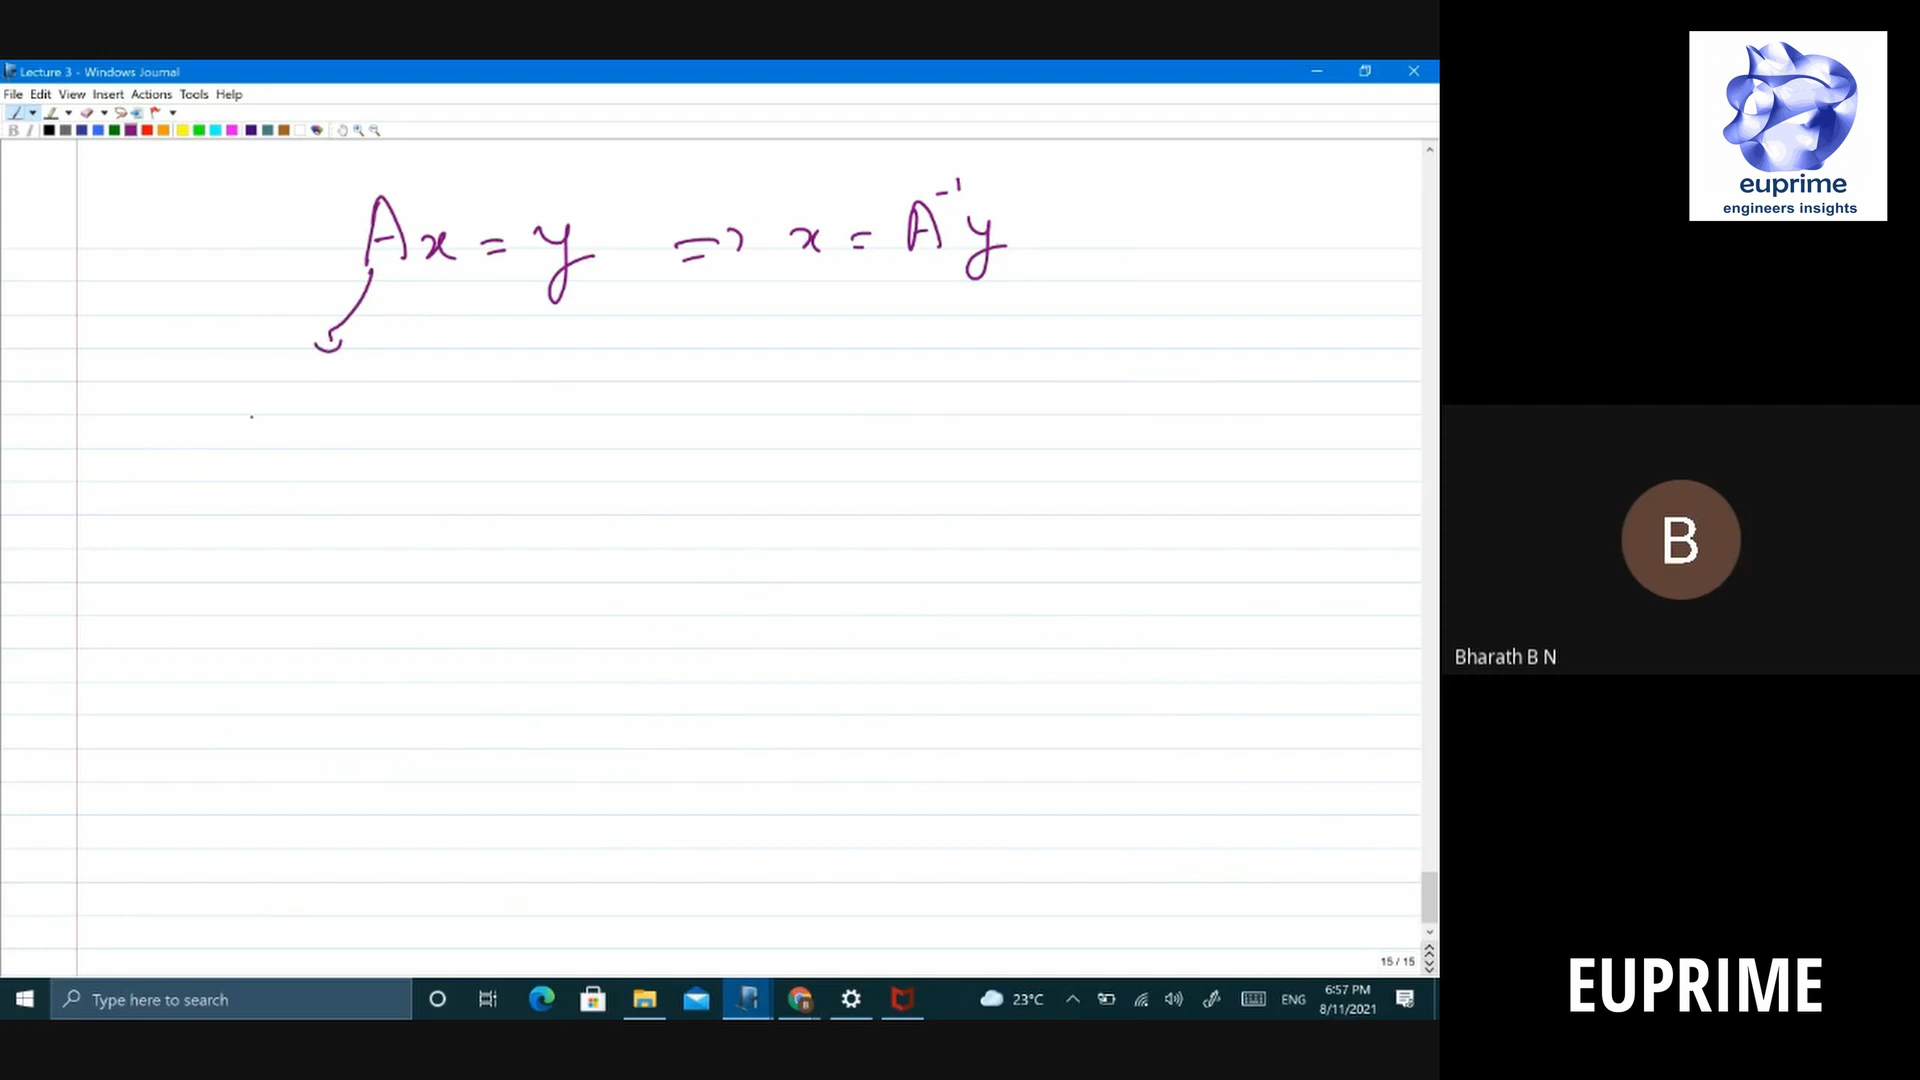 Lecture 3 - Windows Journal
File Edit View Insert Actions Tools Help
B I
Ax = y ⇒ x = A⁻¹y
15 / 15
Type here to search
23°C
ENG
6:57 PM
8/11/2021
euprime
engineers insights
B
Bharath B N
EUPRIME